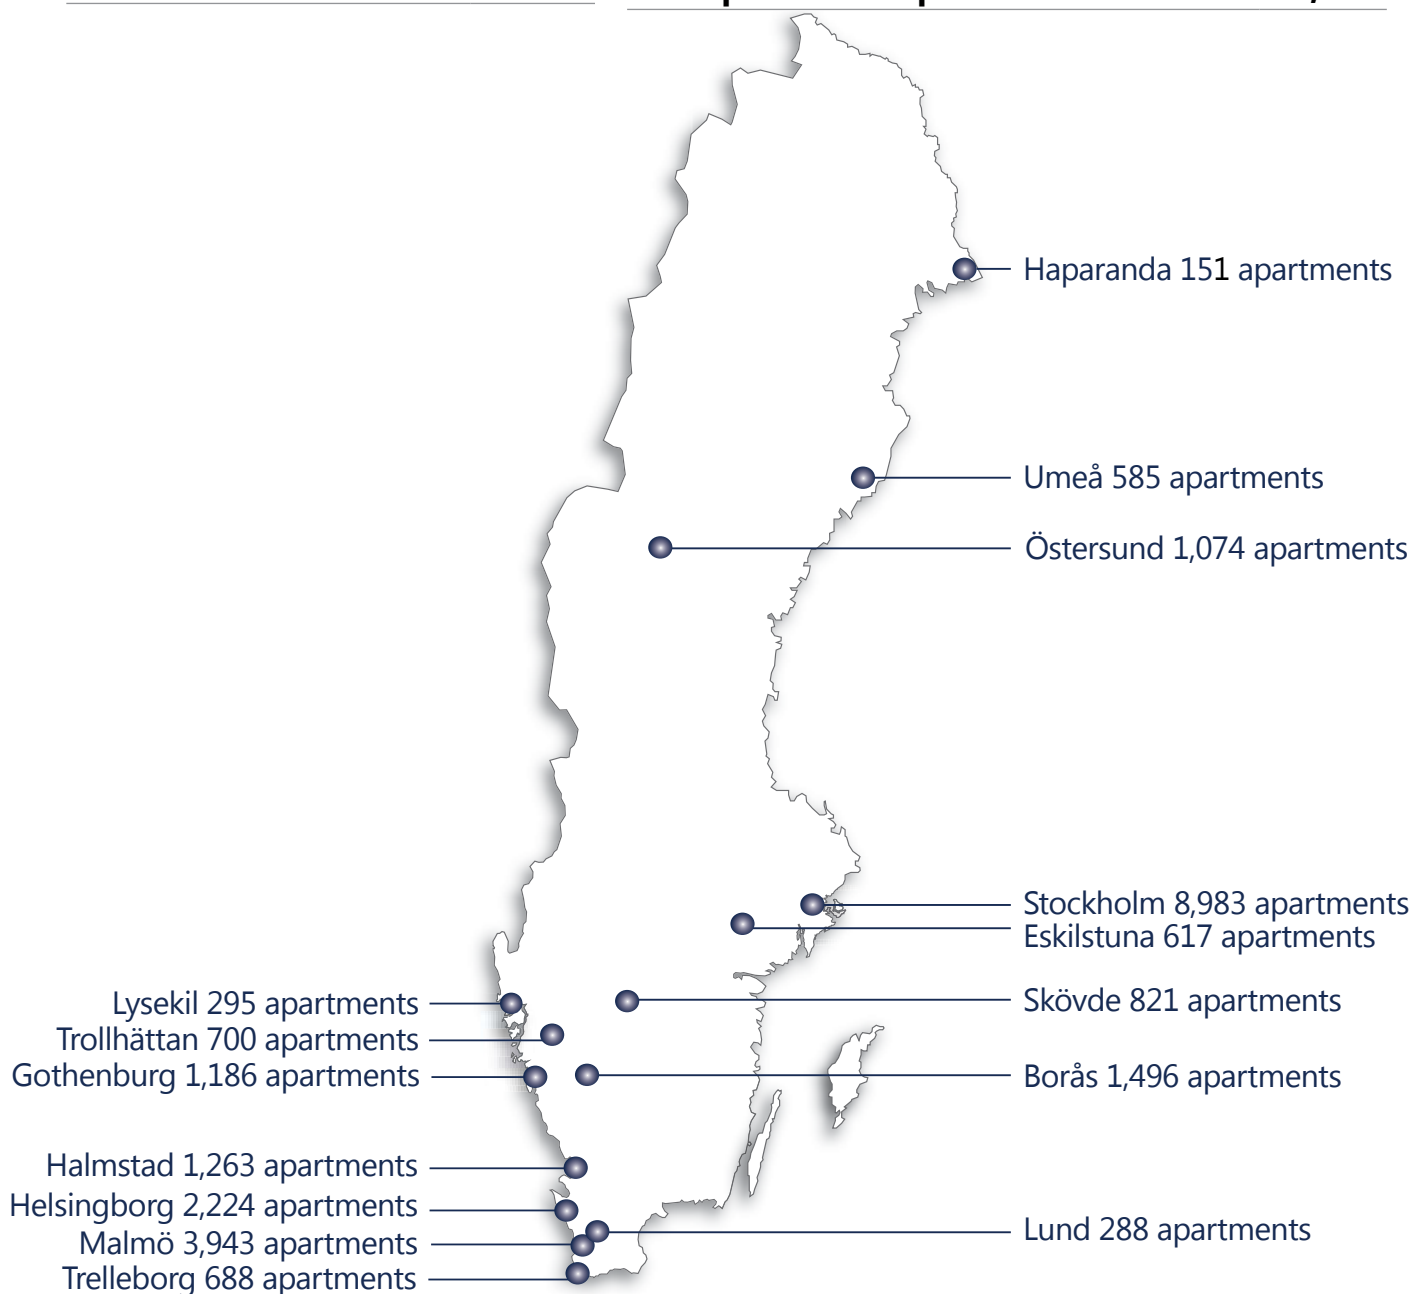 Haparanda 151 apartments
Umeå 585 apartments
Östersund 1,074 apartments
Stockholm 8,983 apartments
Eskilstuna 617 apartments
Lysekil 295 apartments
Skövde 821 apartments
Trollhättan 700 apartments
Gothenburg 1,186 apartments
Borås 1,496 apartments
Halmstad 1,263 apartments
Helsingborg 2,224 apartments
Lund 288 apartments
Malmö 3,943 apartments
Trelleborg 688 apartments